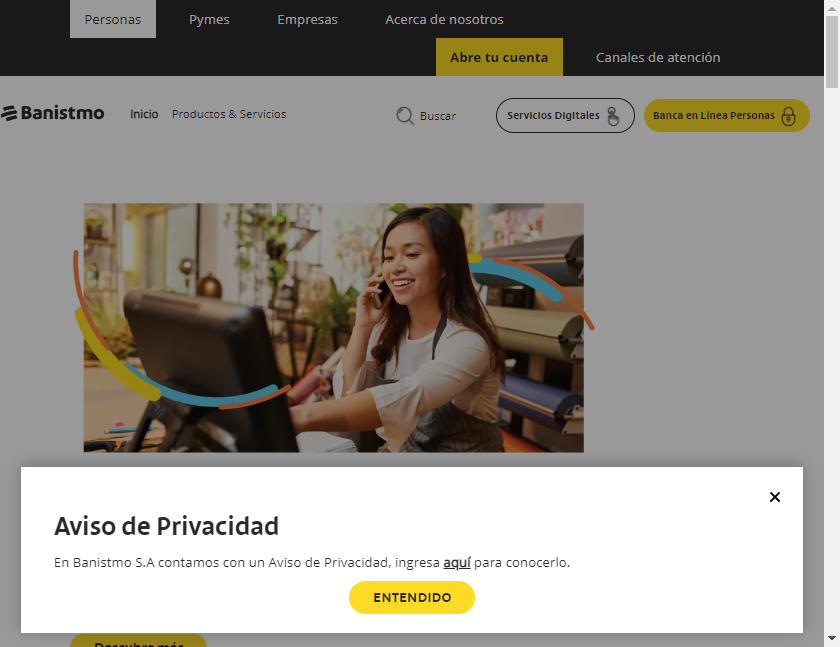 Personas Pymes Empresas Acerca de nosotros
Abre tu cuenta Canales de atención
Banistmo Inicio Productos & Servicios Buscar Servicios Digitales Banca en Línea Personas
Aviso de Privacidad
En Banistmo S.A contamos con un Aviso de Privacidad, ingresa aquí para conocerlo.
ENTENDIDO
Descubre más